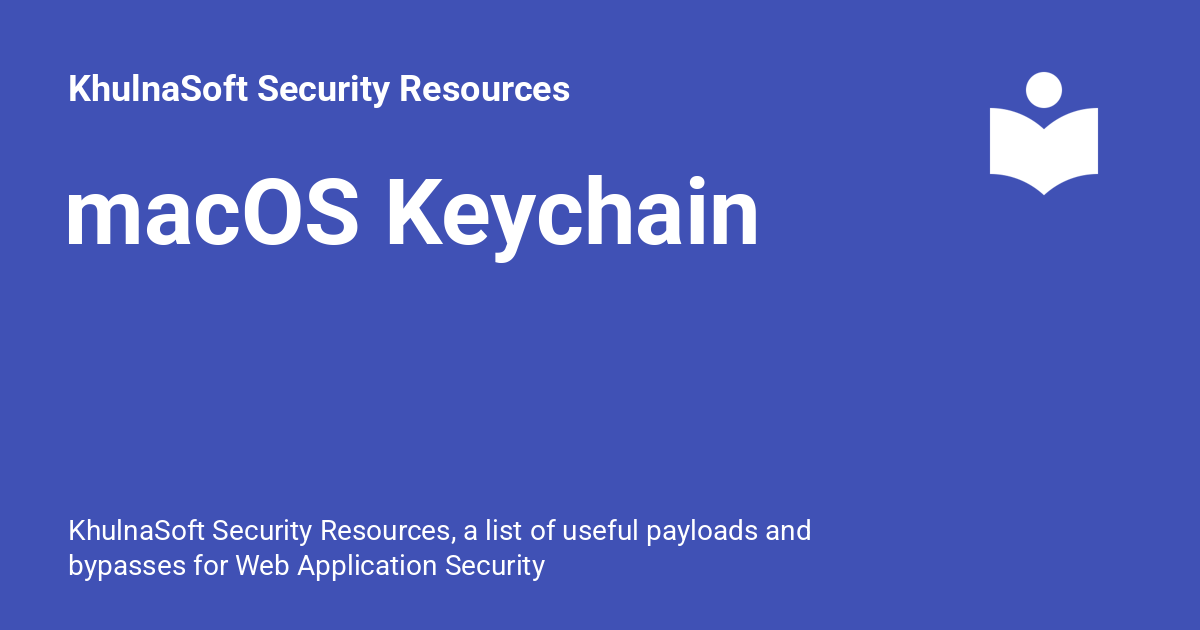 KhulnaSoft Security Resources
macOS Keychain
KhulnaSoft Security Resources, a list of useful payloads and
bypasses for Web Application Security